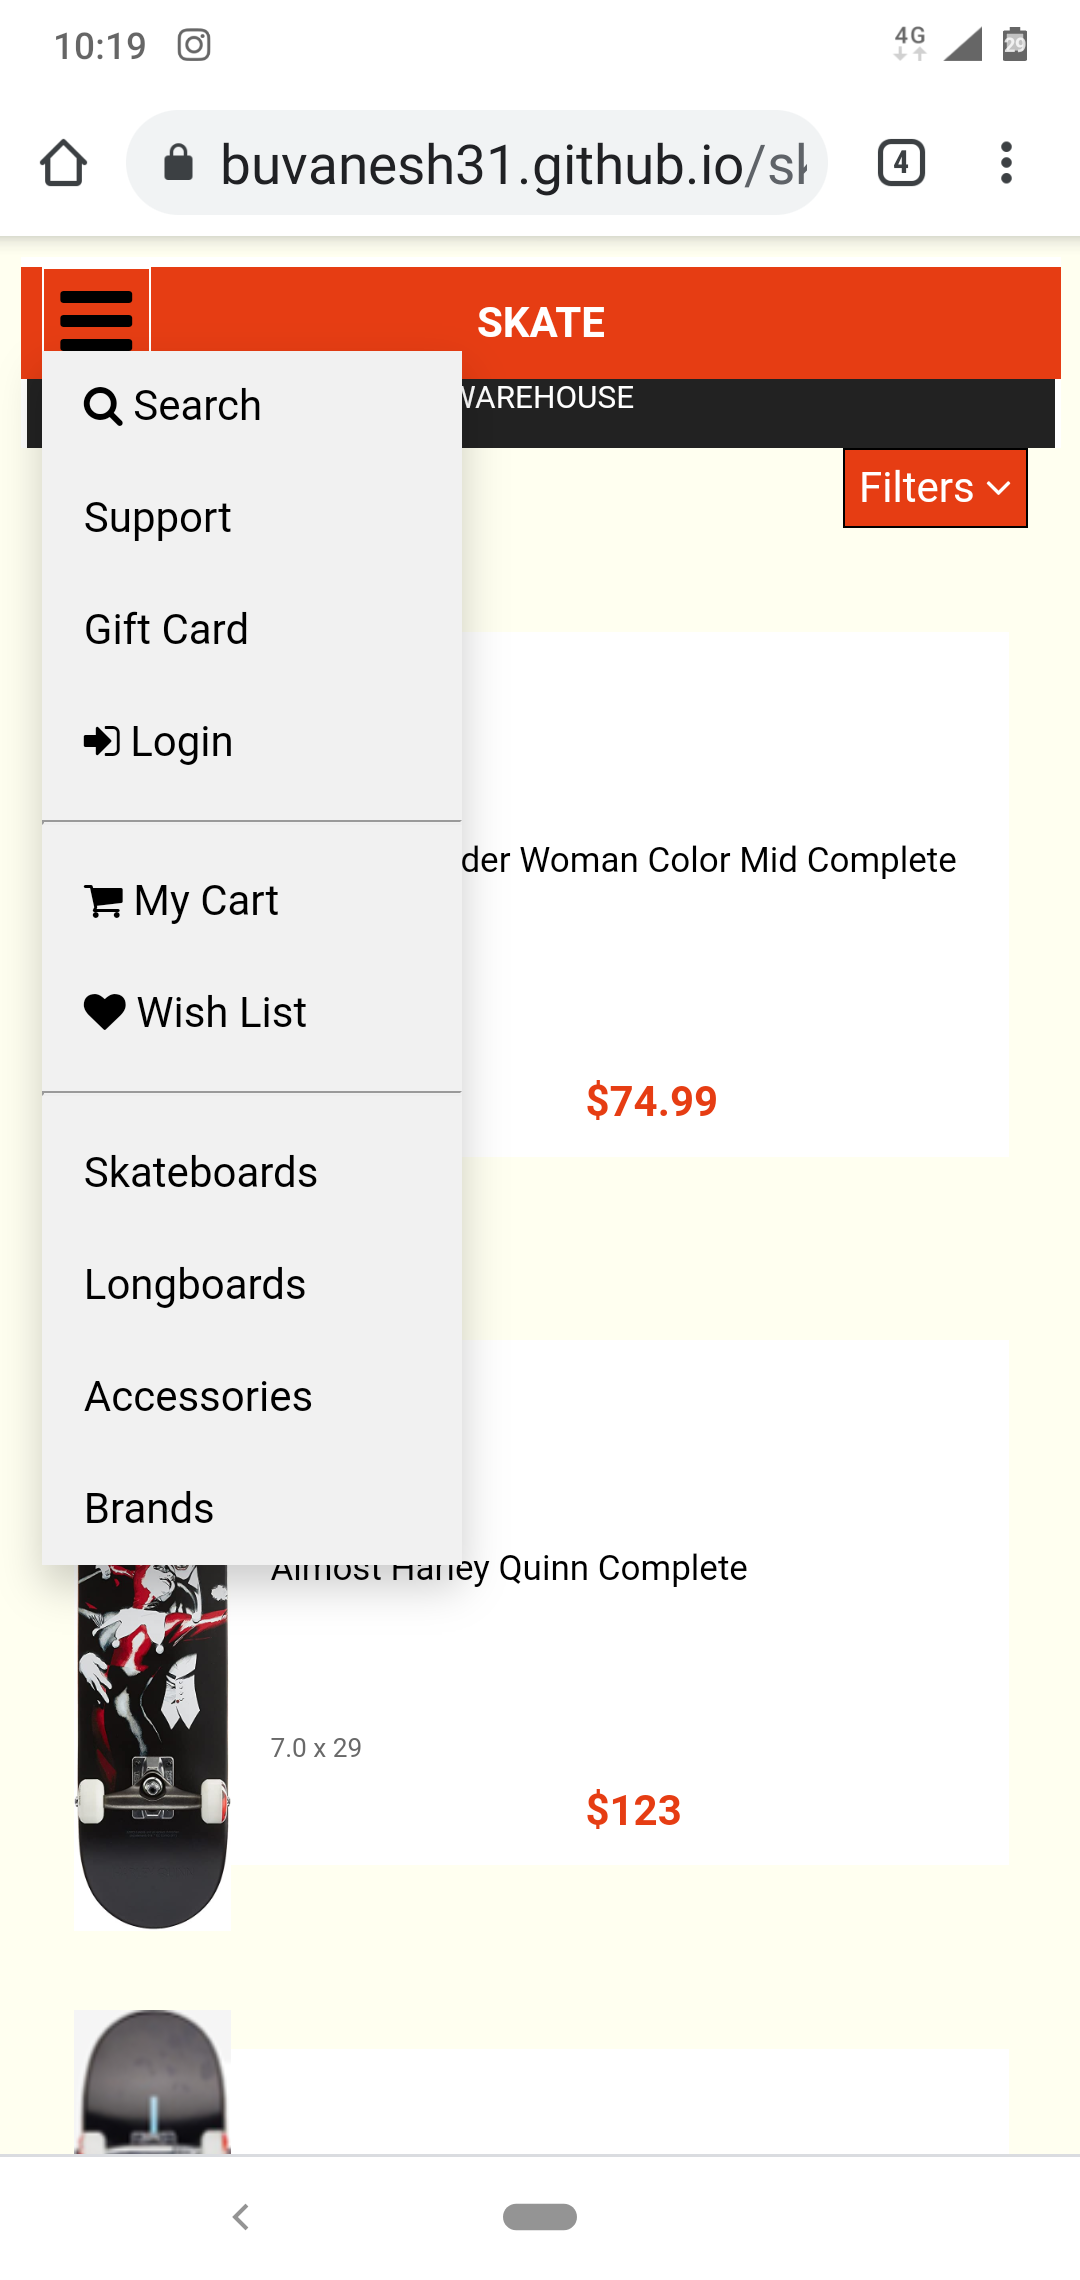 10:19
4G
29
buvanesh31.github.io/sk
4
SKATE
WAREHOUSE
Search
Filters
Support
Gift Card
Login
der Woman Color Mid Complete
My Cart
Wish List
$74.99
Skateboards
Longboards
Accessories
Brands
Almost Harley Quinn Complete
7.0 x 29
$123